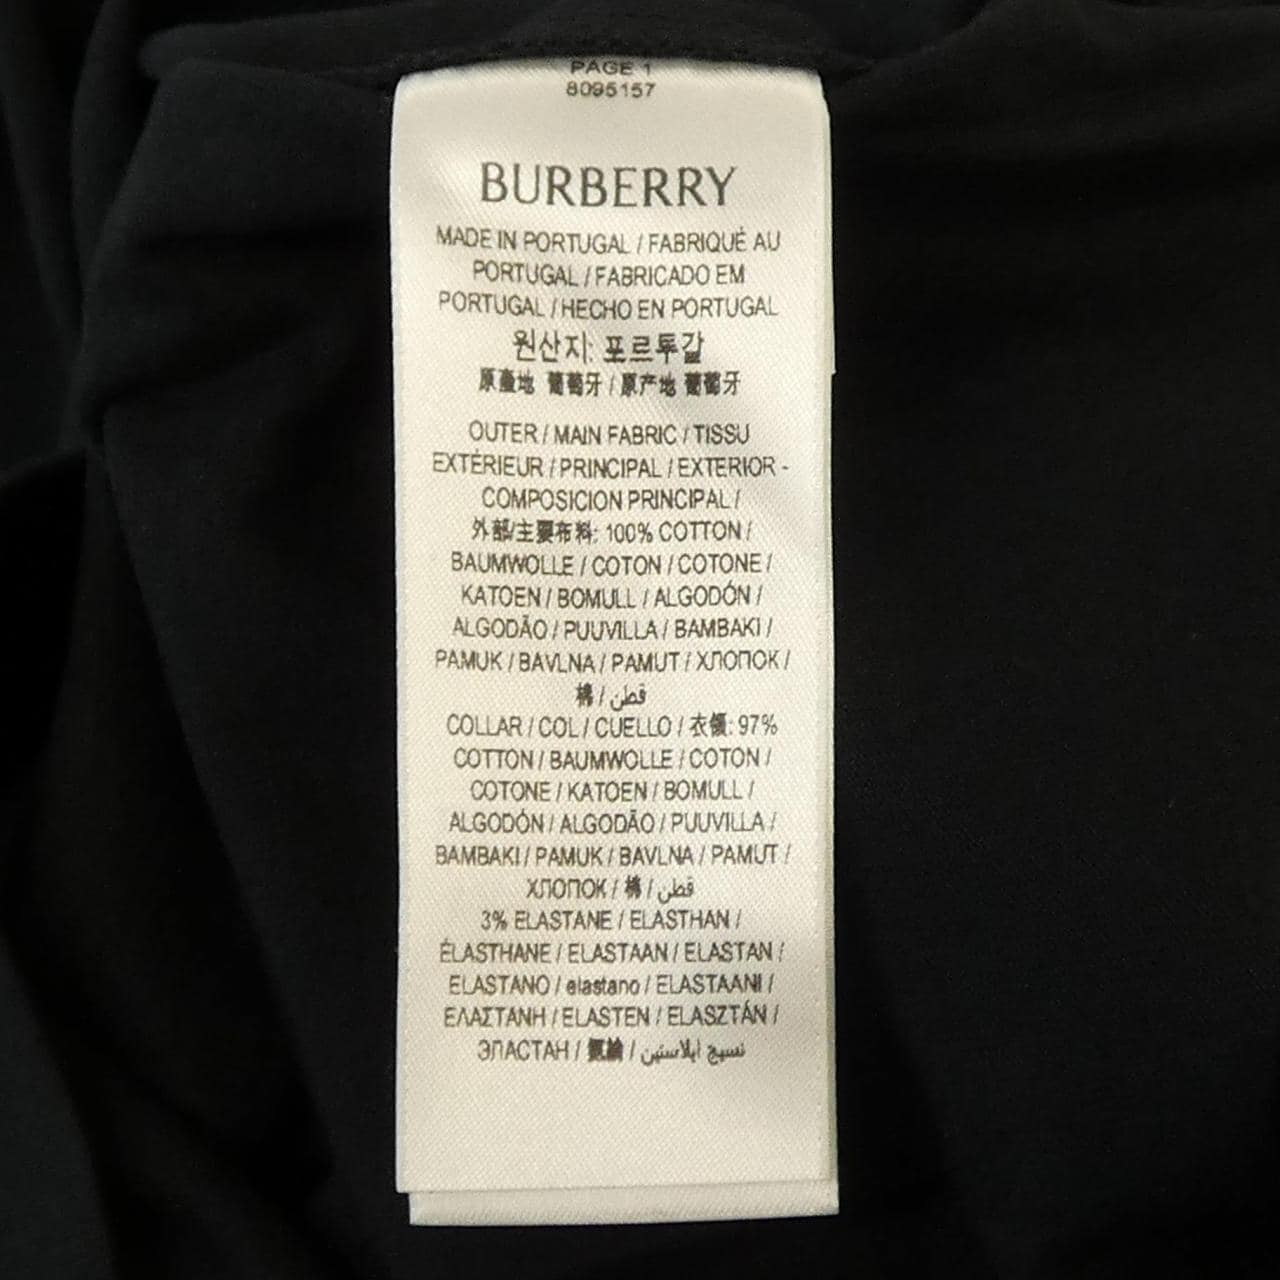 PAGE 1
8095157
BURBERRY
MADE IN PORTUGAL / FABRIQUÉ AU
PORTUGAL / FABRICADO EM
PORTUGAL / HECHO EN PORTUGAL
원산지: 포르투갈
原產地 葡萄牙 / 原产地 葡萄牙
OUTER / MAIN FABRIC / TISSU
EXTÉRIEUR / PRINCIPAL / EXTERIOR -
COMPOSICION PRINCIPAL /
外部/主要布料: 100% COTTON /
BAUMWOLLE / COTON / COTONE /
KATOEN / BOMULL / ALGODÓN /
ALGODÃO / PUUVILLA / BAMBAKI /
PAMUK / BAVLNA / PAMUT / ХЛОПОК /
棉 / قطن
COLLAR / COL / CUELLO / 衣領: 97%
COTTON / BAUMWOLLE / COTON /
COTONE / KATOEN / BOMULL /
ALGODÓN / ALGODÃO / PUUVILLA /
BAMBAKI / PAMUK / BAVLNA / PAMUT /
ХЛОПОК / 棉 / قطن
3% ELASTANE / ELASTHAN /
ÉLASTHANE / ELASTAAN / ELASTAN /
ELASTANO / elastano / ELASTAANI /
ΕΛΑΣΤΑΝΗ / ELASTEN / ELASZTÁN /
ЭЛАСТАН / 氨綸 / نسيج ايلاستين